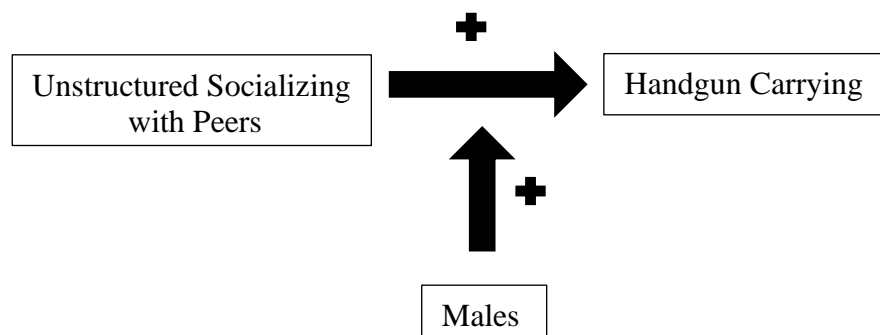 Unstructured Socializing
with Peers
Handgun Carrying
Males